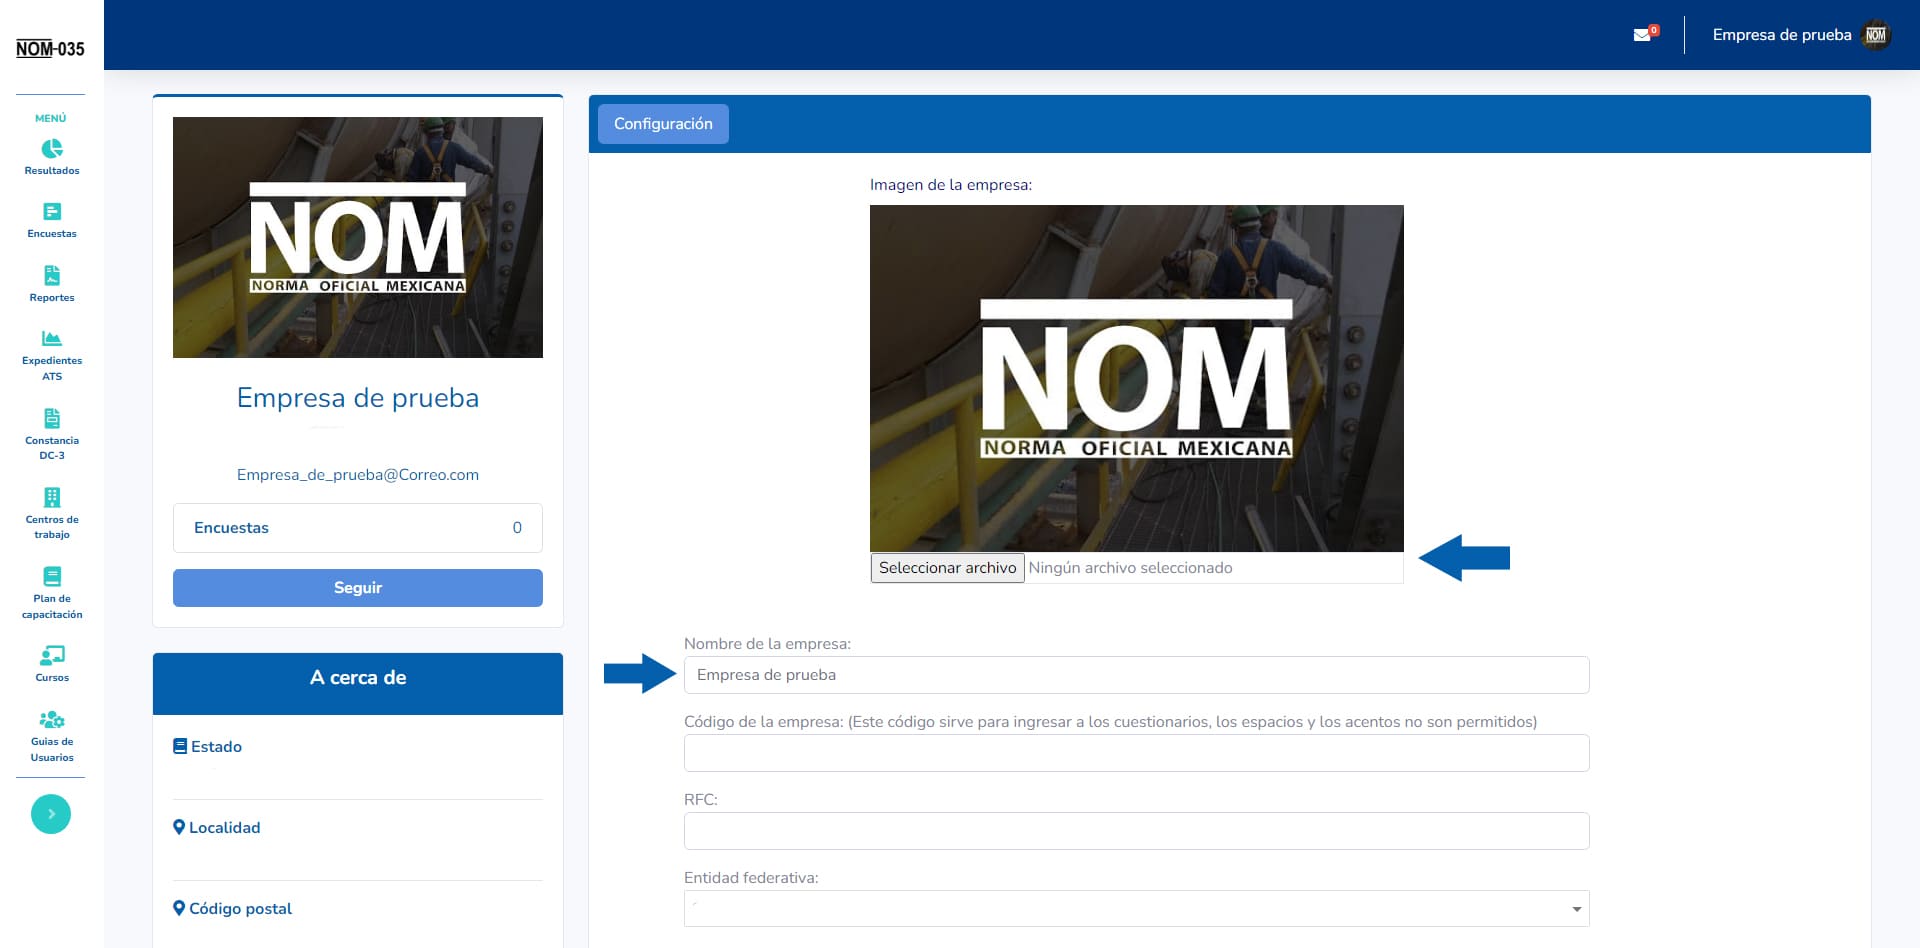 NOM-035
MENÚ
Resultados
Encuestas
Reportes
Expedientes
ATS
Constancia
DC-3
Centros de
trabajo
Plan de
capacitación
Cursos
Guias de
Usuarios
0
Empresa de prueba
NOM
NOM
NORMA OFICIAL MEXICANA
Empresa de prueba
Empresa_de_prueba@Correo.com
Encuestas 0
Seguir
A cerca de
Estado
Localidad
Código postal
Configuración
Imagen de la empresa:
NOM
NORMA OFICIAL MEXICANA
Seleccionar archivo Ningún archivo seleccionado
Nombre de la empresa:
Empresa de prueba
Código de la empresa: (Este código sirve para ingresar a los cuestionarios, los espacios y los acentos no son permitidos)
RFC:
Entidad federativa: